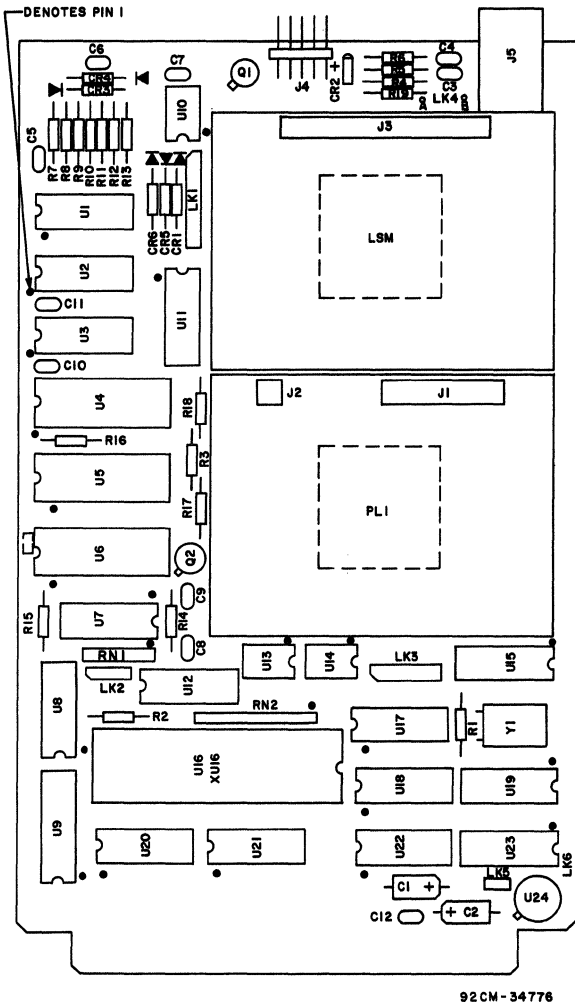 DENOTES PIN 1
C6
C7
Q1
J4
CR2
+
R6
R5
R4
R19
C4
C3
LK4
A
B
J5
CR4
CR3
U10
J3
C5
R7
R8
R9
R10
R11
R12
R13
CR6
CR5
CR1
LK1
LSM
U1
U2
C11
U11
U3
C10
U4
R18
J2
J1
R16
R3
U5
R17
PL1
U6
Q2
C9
R15
U7
R14
C8
RN1
U13
U14
LK3
U15
LK2
U12
U8
R2
RN2
U17
R1
Y1
U16
XU16
U18
U19
U9
U20
U21
U22
U23
LK6
LK5
C1 +
U24
C12
+ C2
92CM-34776